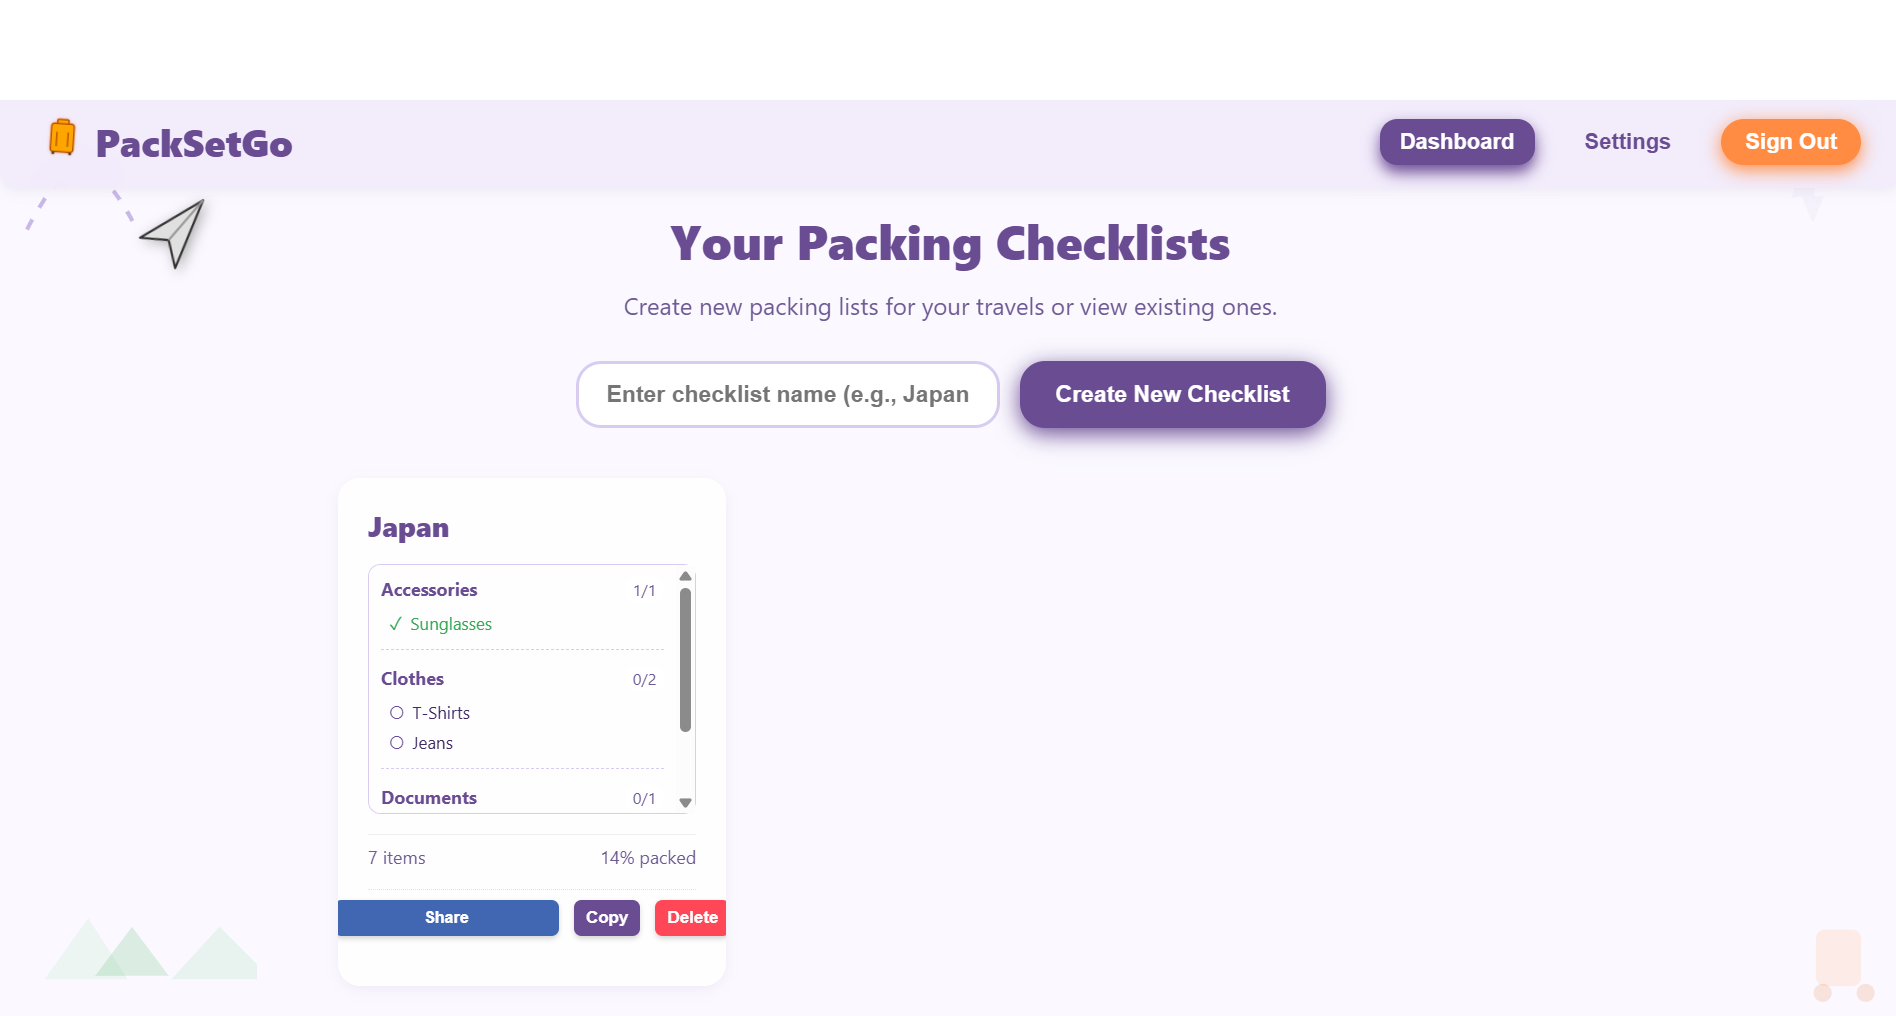 PackSetGo
Dashboard
Settings
Sign Out
Your Packing Checklists
Create new packing lists for your travels or view existing ones.
Enter checklist name (e.g., Japan
Create New Checklist
Japan
Accessories 1/1
✓ Sunglasses
Clothes 0/2
T-Shirts
Jeans
Documents 0/1
7 items 14% packed
Share
Copy
Delete